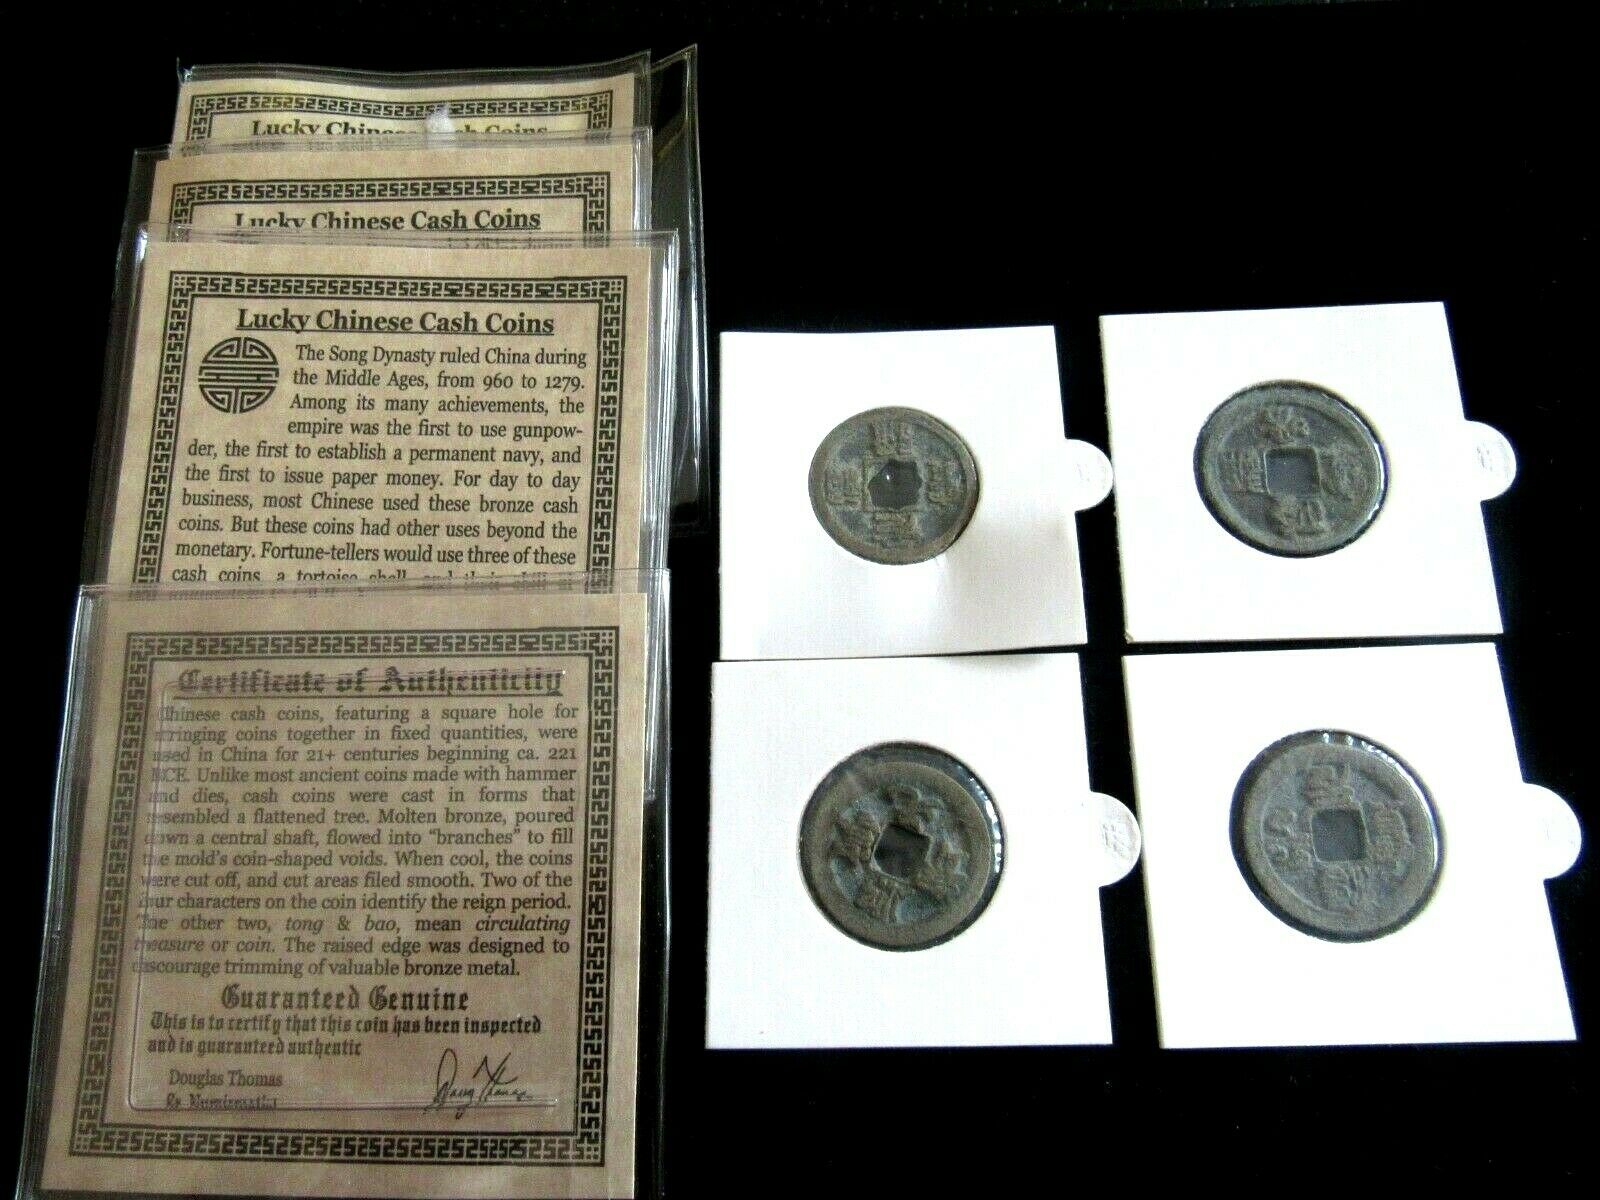 Lucky Chinese Cash Coins
Lucky Chinese Cash Coins
Lucky Chinese Cash Coins
The Song Dynasty ruled China during
the Middle Ages, from 960 to 1279.
Among its many achievements, the
empire was the first to use gunpow-
der, the first to establish a permanent navy, and
the first to issue paper money. For day to day
business, most Chinese used these bronze cash
coins. But these coins had other uses beyond the
monetary. Fortune-tellers would use three of these
cash coins, a tortoise shell, and their skill at
Certificate of Authenticity
Chinese cash coins, featuring a square hole for
stringing coins together in fixed quantities, were
used in China for 21+ centuries beginning ca. 221
BCE. Unlike most ancient coins made with hammer
and dies, cash coins were cast in forms that
resembled a flattened tree. Molten bronze, poured
down a central shaft, flowed into “branches” to fill
the mold’s coin-shaped voids. When cool, the coins
were cut off, and cut areas filed smooth. Two of the
four characters on the coin identify the reign period.
The other two, tong & bao, mean circulating
treasure or coin. The raised edge was designed to
discourage trimming of valuable bronze metal.
Guaranteed Genuine
This is to certify that this coin has been inspected
and is guaranteed authentic
Douglas Thomas
Doug Thomas